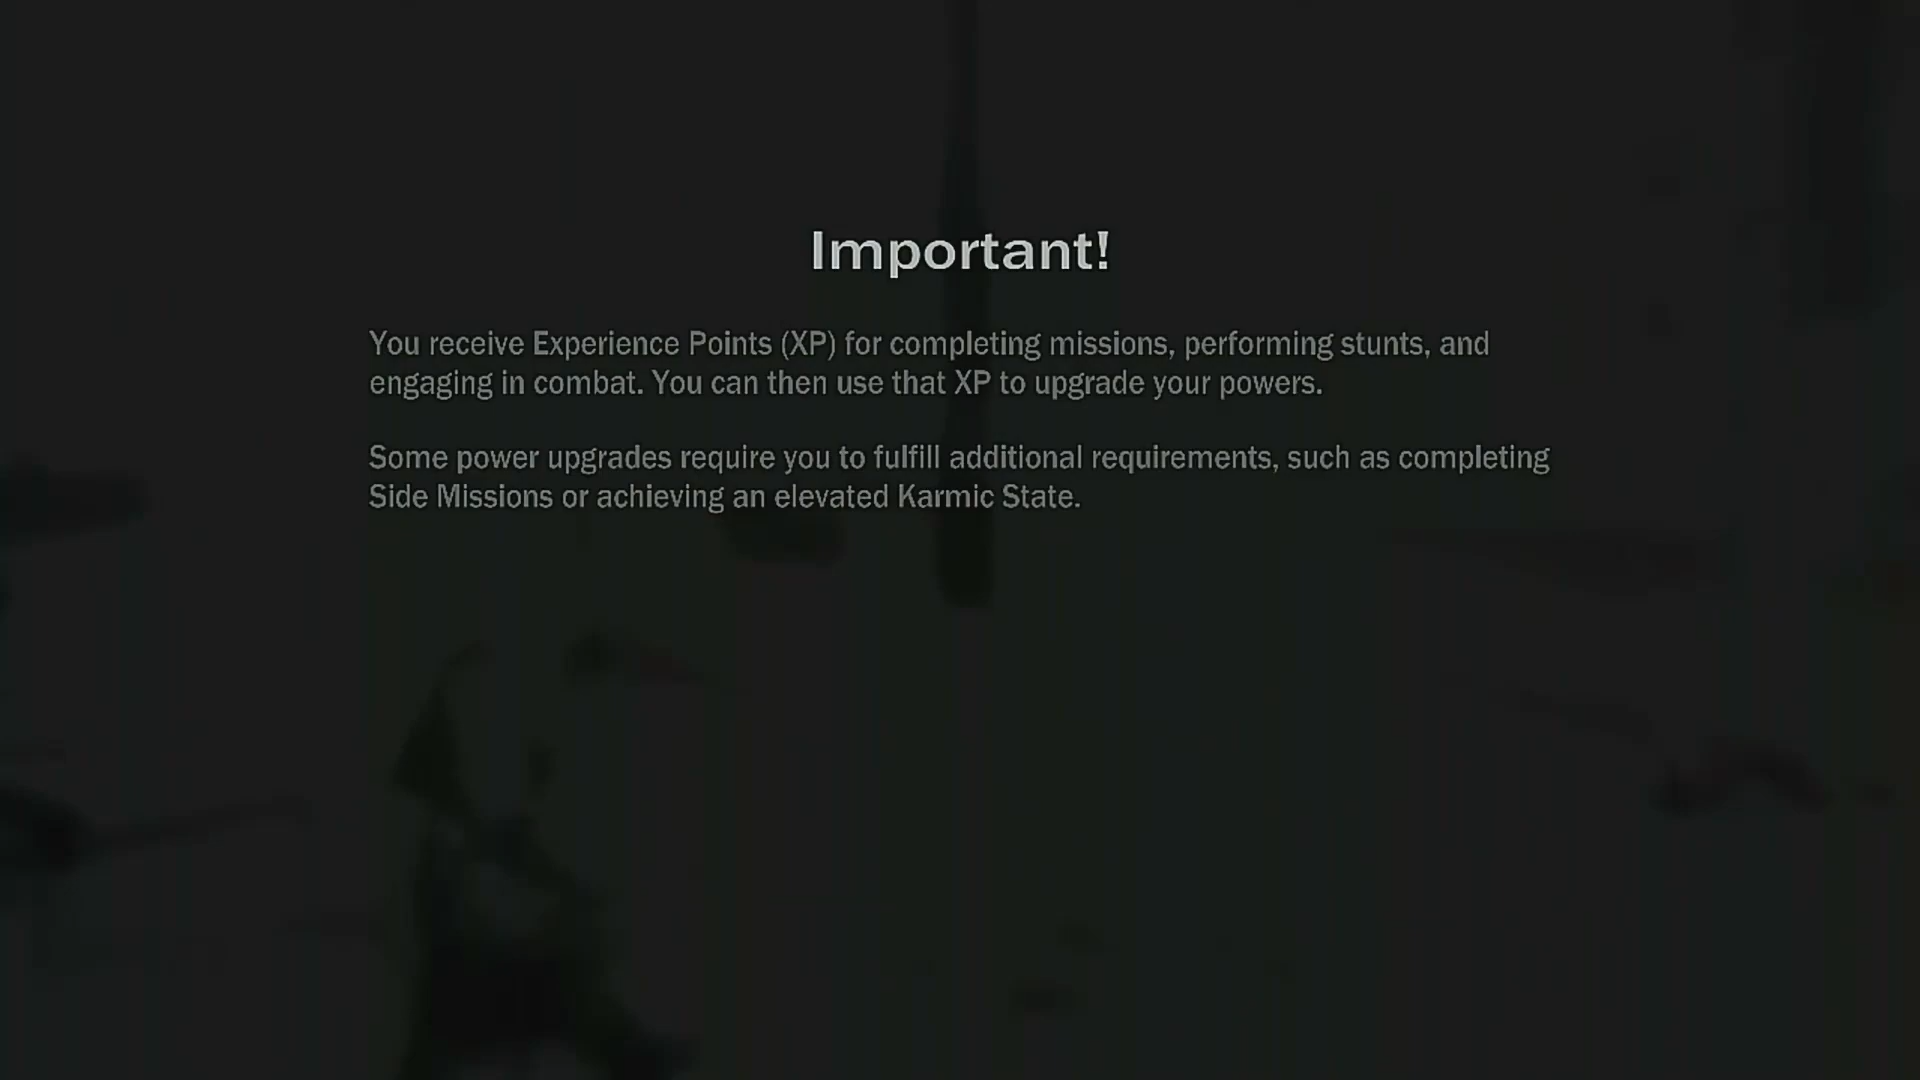 Important!
You receive Experience Points (XP) for completing missions, performing stunts, and
engaging in combat. You can then use that XP to upgrade your powers.
Some power upgrades require you to fulfill additional requirements, such as completing
Side Missions or achieving an elevated Karmic State.